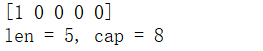 [1 0 0 0 0]
len = 5, cap = 8